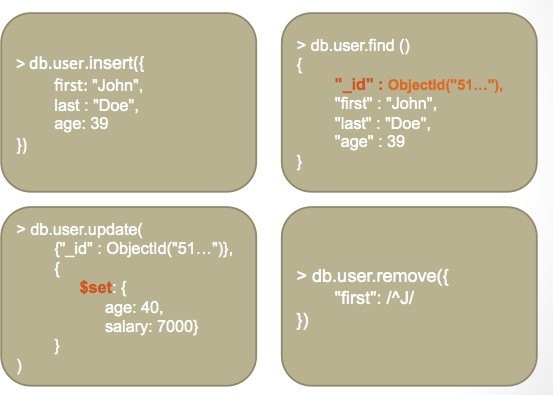 > db.user.insert({
first: "John",
last : "Doe",
age: 39
})
> db.user.find ()
{
"_id" : ObjectId("51…"),
"first" : "John",
"last" : "Doe",
"age" : 39
}
> db.user.update(
{"_id" : ObjectId("51…")},
{
$set: {
age: 40,
salary: 7000}
}
)
> db.user.remove({
"first": /^J/
})